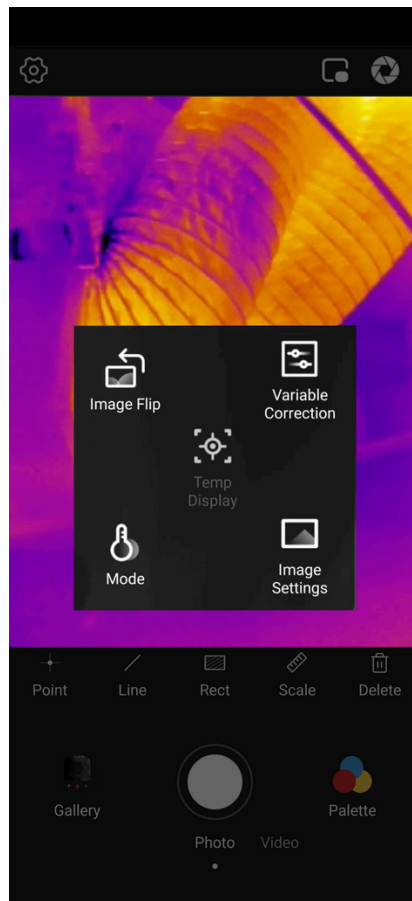 Image Flip
Variable
Correction
Temp
Display
Mode
Image
Settings
Point
Line
Rect
Scale
Delete
Gallery
Palette
Photo
Video